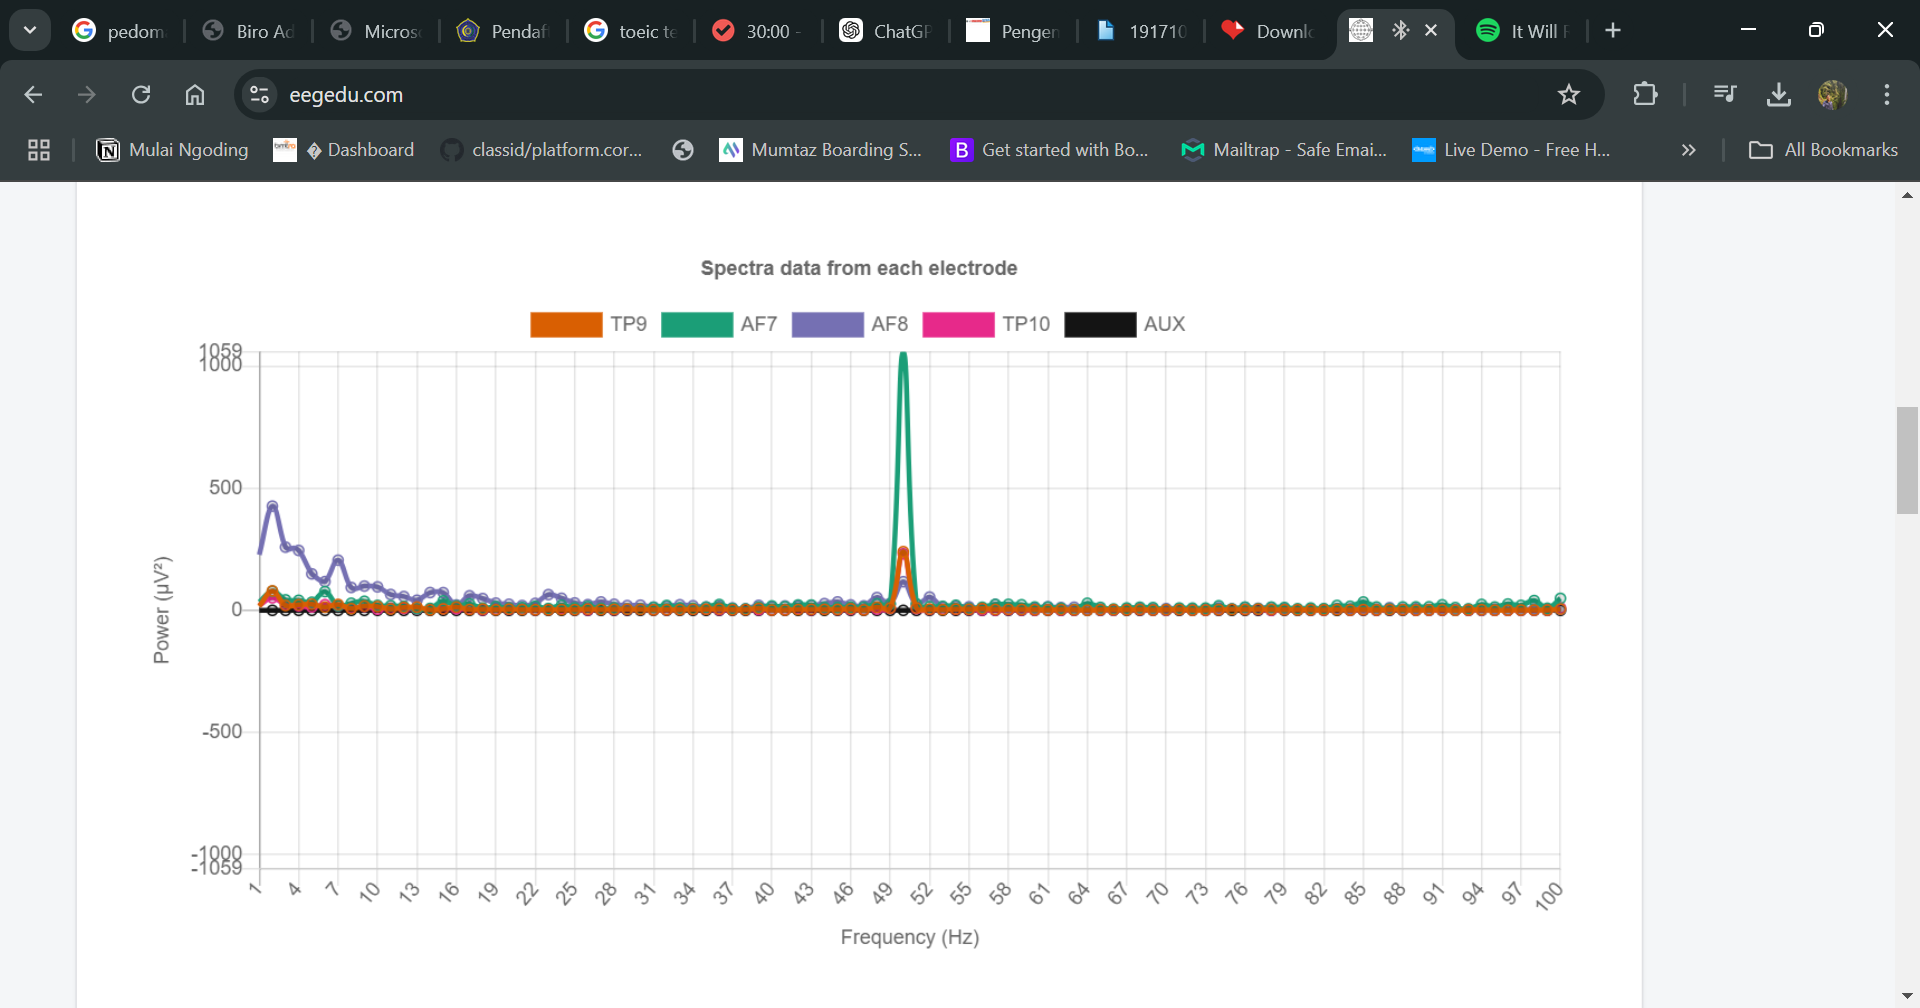 pedom
Biro Ad
Micros
Pendaf
toeic te
30:00 -
ChatGP
Pengen
191710
Downl
It Will F
eegedu.com
Mulai Ngoding
Dashboard
classid/platform.cor...
Mumtaz Boarding S...
Get started with Bo...
Mailtrap - Safe Emai...
Live Demo - Free H...
All Bookmarks
Spectra data from each electrode
TP9 AF7 AF8 TP10 AUX
1059
1000
500
0
-500
-1000
-1059
Power (µV²)
1 4 7 10 13 16 19 22 25 28 31 34 37 40 43 46 49 52 55 58 61 64 67 70 73 76 79 82 85 88 91 94 97 100
Frequency (Hz)